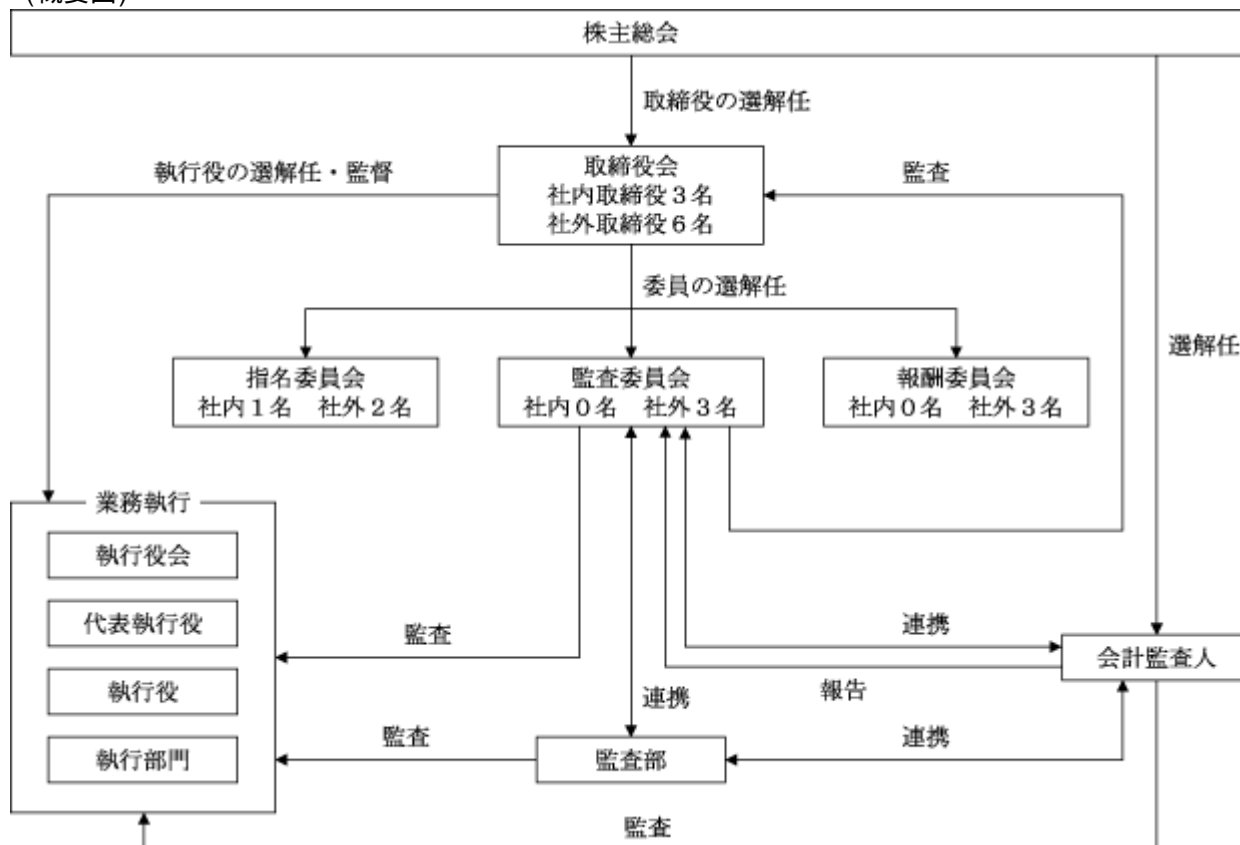 (概要図)
株主総会
取締役の選解任
執行役の選解任・監督
取締役会
社内取締役3名
社外取締役6名
監査
委員の選解任
選解任
指名委員会
社内1名 社外2名
監査委員会
社内0名 社外3名
報酬委員会
社内0名 社外3名
業務執行
執行役会
代表執行役
執行役
執行部門
監査
連携
会計監査人
報告
連携
監査
監査部
連携
監査